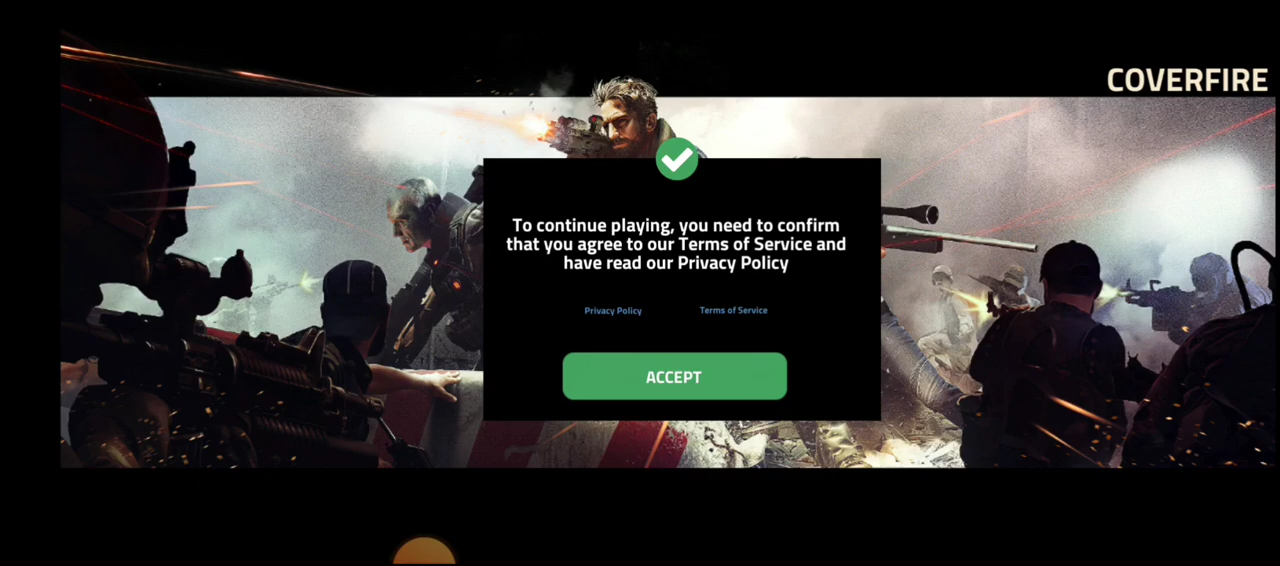 COVERFIRE
To continue playing, you need to confirm
that you agree to our Terms of Service and
have read our Privacy Policy
Privacy Policy Terms of Service
ACCEPT